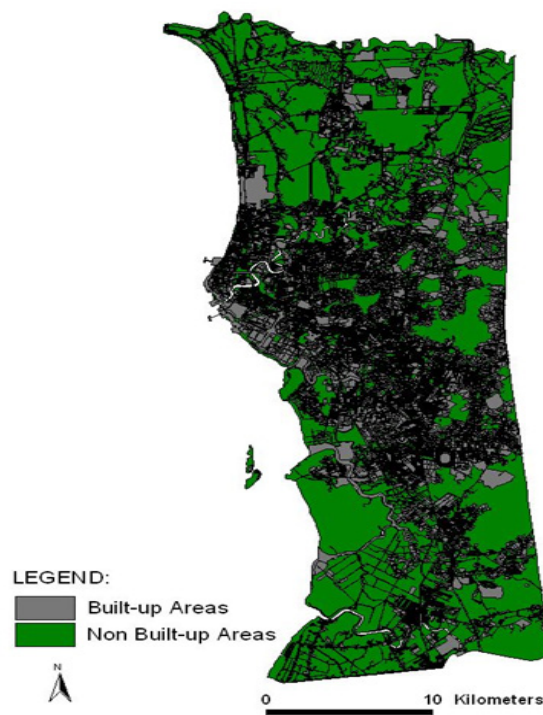 LEGEND:
Built-up Areas
Non Built-up Areas
N
0 10 Kilometers